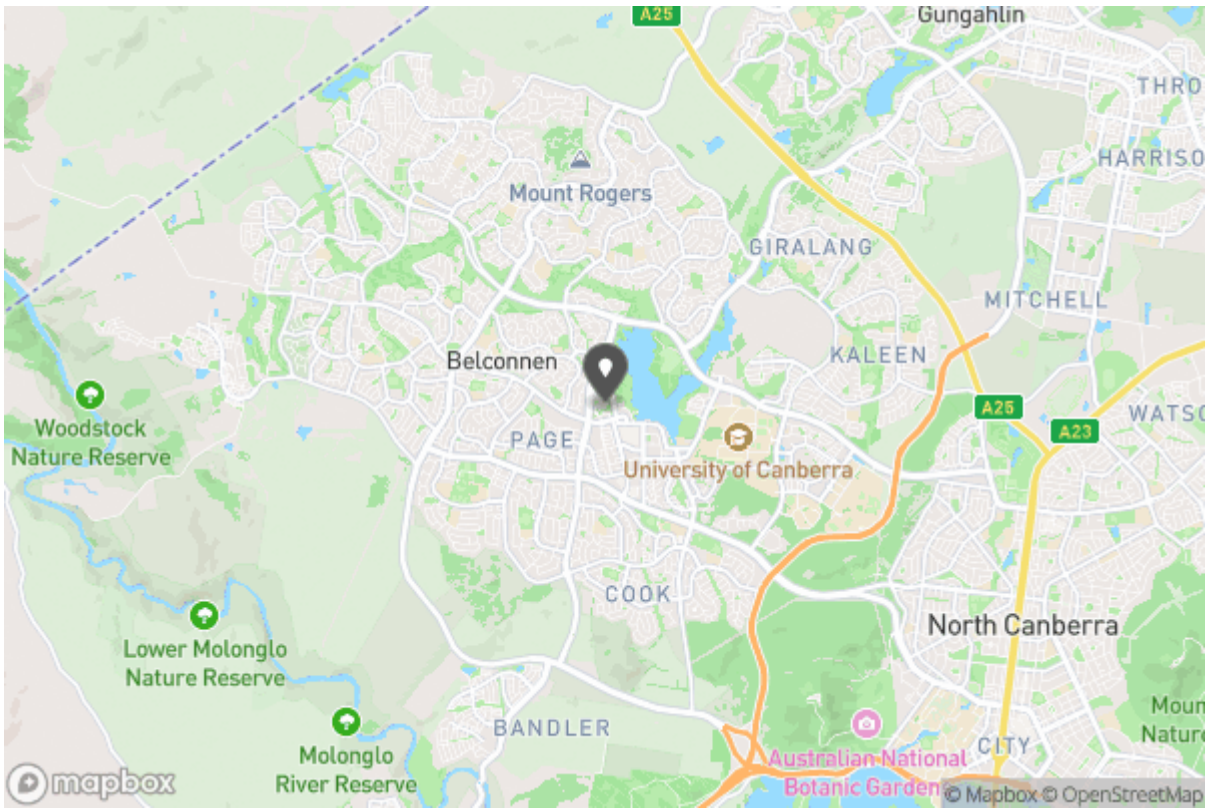 A25
Gungahlin
THRO
HARRISO
Mount Rogers
GIRALANG
MITCHELL
KALEEN
Belconnen
A25
WATSO
A23
Woodstock
Nature Reserve
PAGE
University of Canberra
COOK
North Canberra
Lower Molonglo
Nature Reserve
Moun
Nature
BANDLER
Molonglo
River Reserve
CITY
Australian National
Botanic Gardens
mapbox
© Mapbox © OpenStreetMap